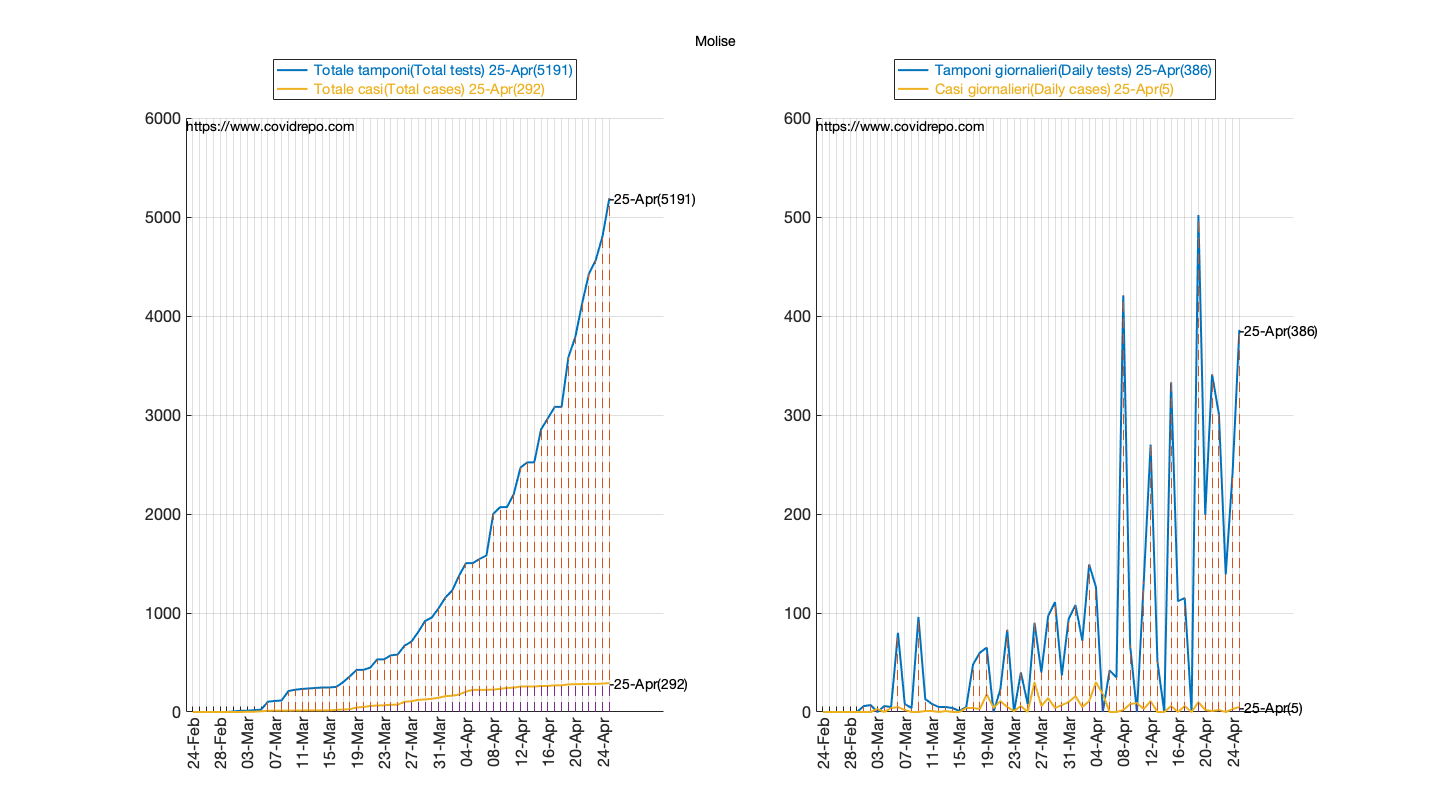 Molise
Totale tamponi(Total tests) 25-Apr(5191)
Totale casi(Total cases) 25-Apr(292)
https://www.covidrepo.com
6000
5000
4000
3000
2000
1000
0
25-Apr(5191)
25-Apr(292)
24-Feb
28-Feb
03-Mar
07-Mar
11-Mar
15-Mar
19-Mar
23-Mar
27-Mar
31-Mar
04-Apr
08-Apr
12-Apr
16-Apr
20-Apr
24-Apr
Tamponi giornalieri(Daily tests) 25-Apr(386)
Casi giornalieri(Daily cases) 25-Apr(5)
https://www.covidrepo.com
600
500
400
300
200
100
0
25-Apr(386)
25-Apr(5)
24-Feb
28-Feb
03-Mar
07-Mar
11-Mar
15-Mar
19-Mar
23-Mar
27-Mar
31-Mar
04-Apr
08-Apr
12-Apr
16-Apr
20-Apr
24-Apr